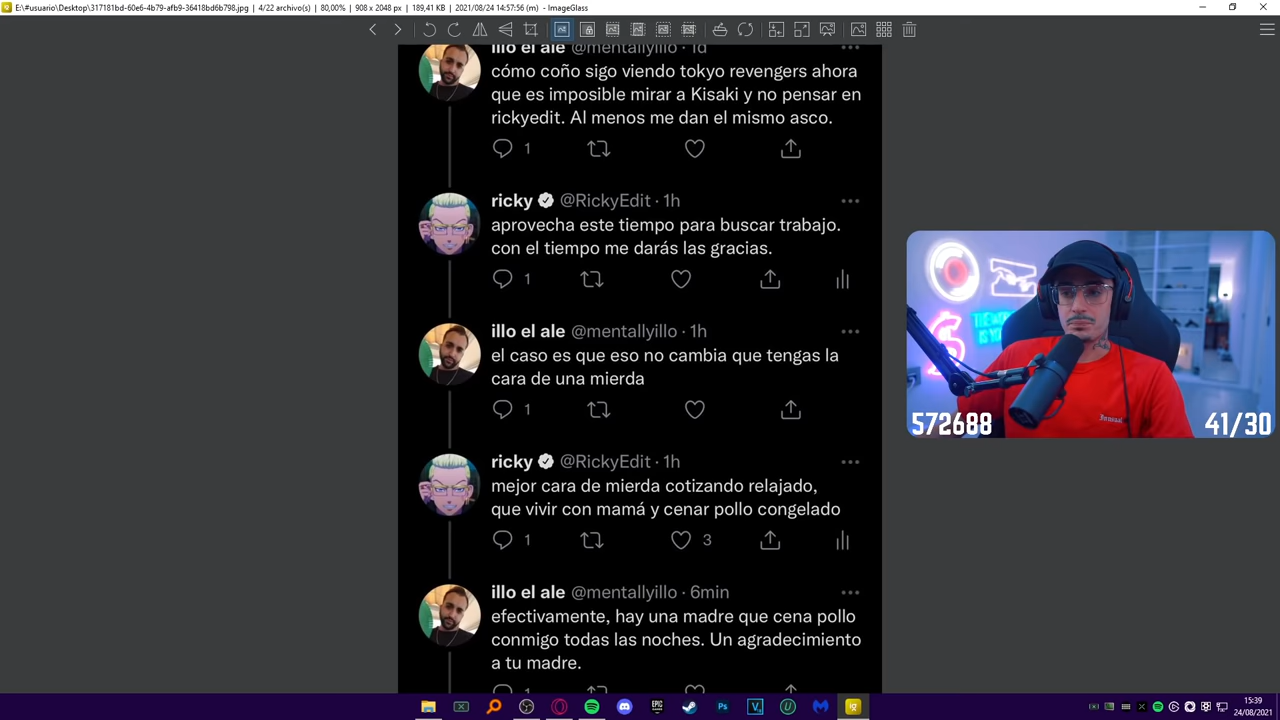 E:\#usuario\Desktop\317181bd-60e6-4b79-afb9-36418bd6b798.jpg | 4/22 archivo(s) | 80,00% | 908 x 2048 px | 189,41 KB | 2021/08/24 14:57:56 (m) - ImageGlass
illo el ale @mentallyillo · 1d
cómo coño sigo viendo tokyo revengers ahora
que es imposible mirar a Kisaki y no pensar en
rickyedit. Al menos me dan el mismo asco.
1
ricky @RickyEdit · 1h
aprovecha este tiempo para buscar trabajo.
con el tiempo me darás las gracias.
1
illo el ale @mentallyillo · 1h
el caso es que eso no cambia que tengas la
cara de una mierda
1
572688 41/30
ricky @RickyEdit · 1h
mejor cara de mierda cotizando relajado,
que vivir con mamá y cenar pollo congelado
1 3
illo el ale @mentallyillo · 6min
efectivamente, hay una madre que cena pollo
conmigo todas las noches. Un agradecimiento
a tu madre.
1
EPIC
Ps
15:39
24/08/2021